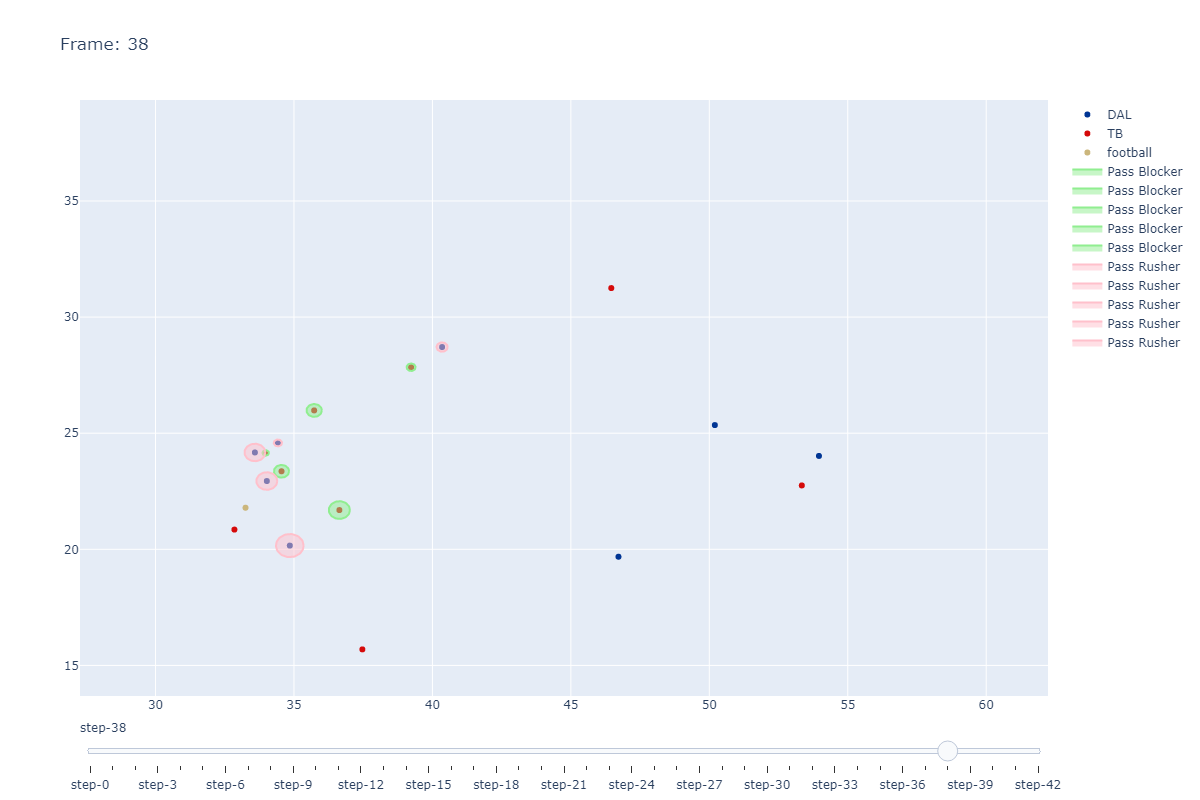 Frame: 38
DAL
TB
football
Pass Blocker
Pass Blocker
Pass Blocker
Pass Blocker
Pass Blocker
Pass Rusher
Pass Rusher
Pass Rusher
Pass Rusher
Pass Rusher
35
30
25
20
15
30 35 40 45 50 55 60
step-38
step-0 step-3 step-6 step-9 step-12 step-15 step-18 step-21 step-24 step-27 step-30 step-33 step-36 step-39 step-42